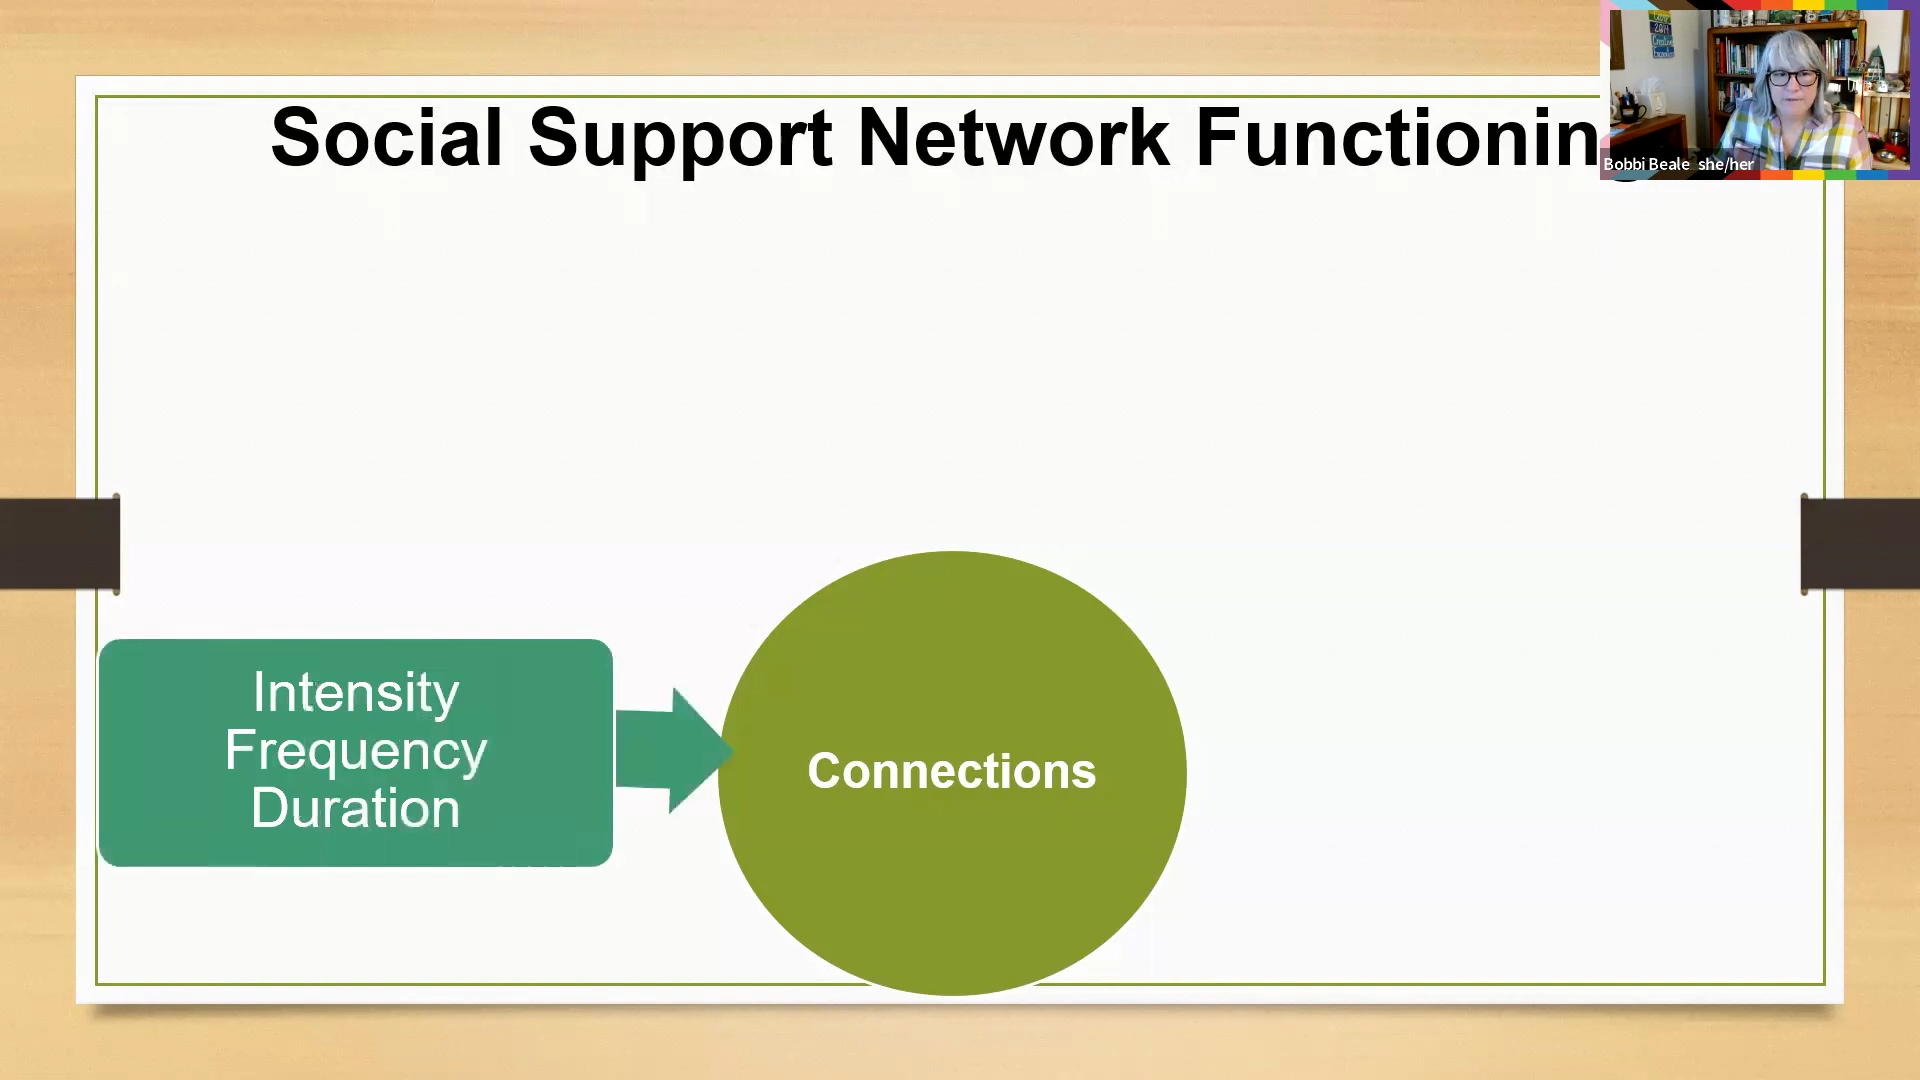 Social Support Network Functionin
Bobbi Beale she/her
Intensity
Frequency
Duration
Connections